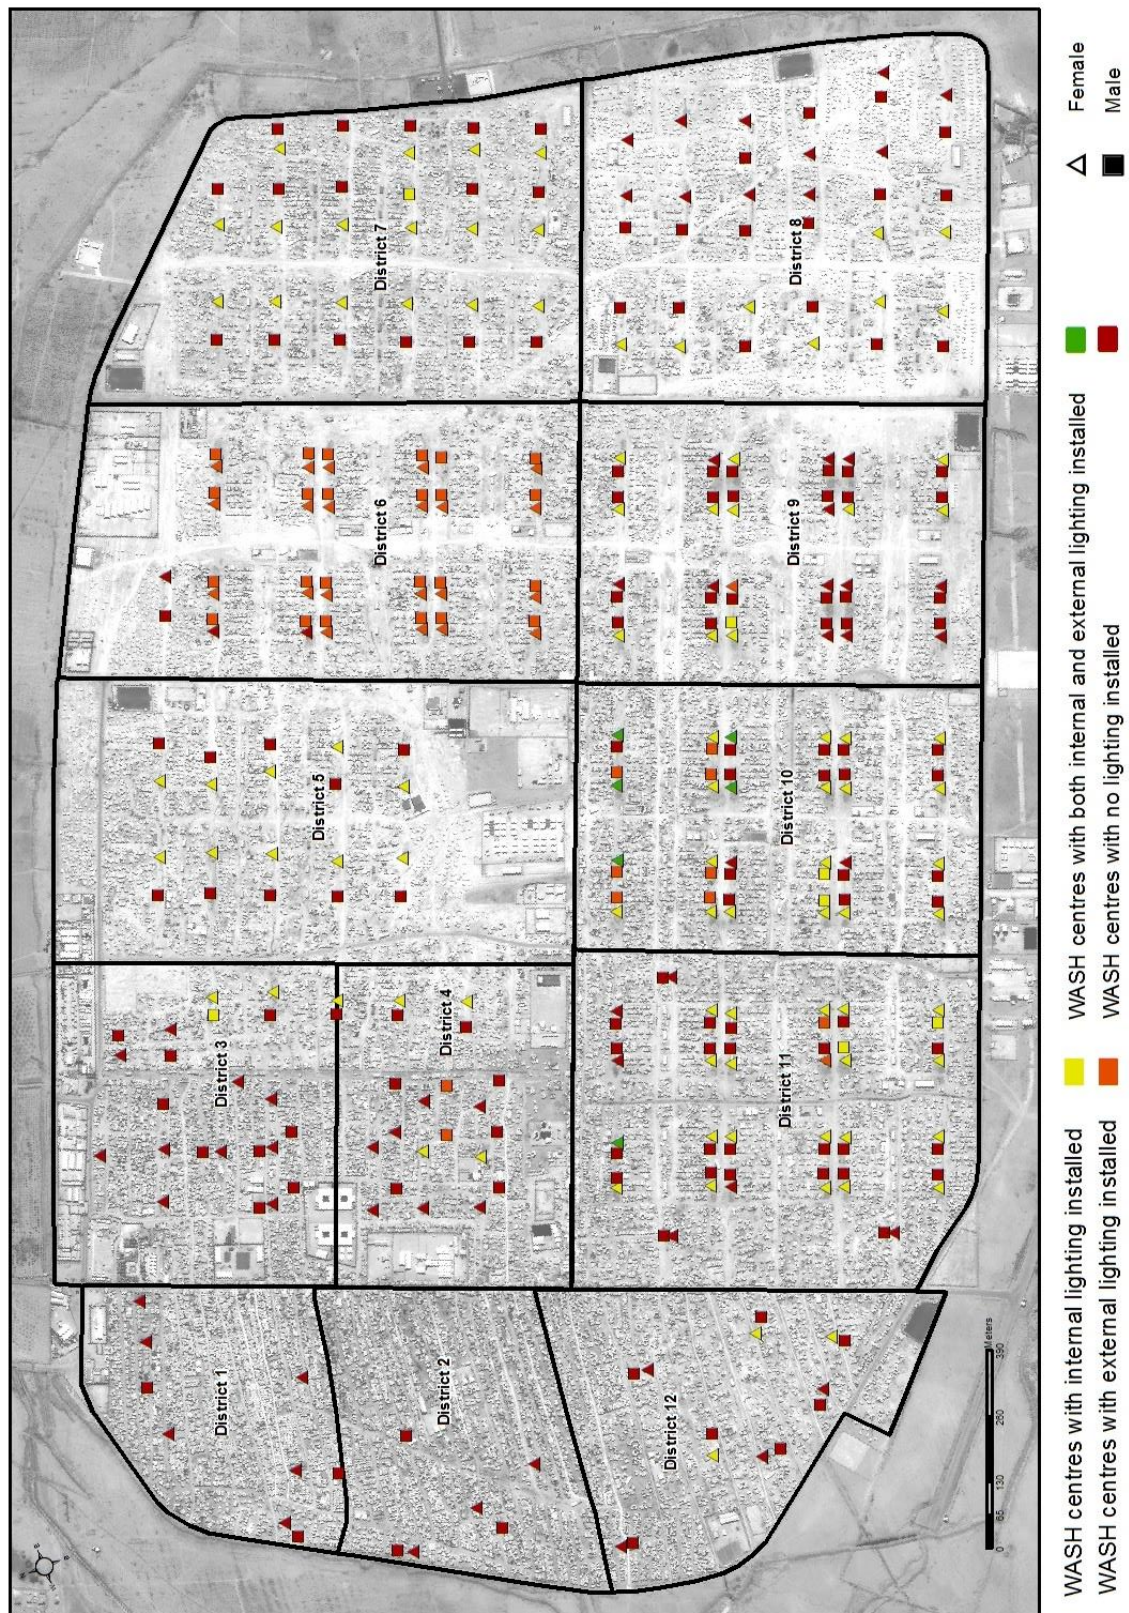 District 7
District 8
District 6
District 9
District 5
District 10
District 3
District 4
District 11
District 1
District 2
District 12
0 65 130 260 390
Meters
WASH centres with internal lighting installed
WASH centres with external lighting installed
WASH centres with both internal and external lighting installed
WASH centres with no lighting installed
Female
Male